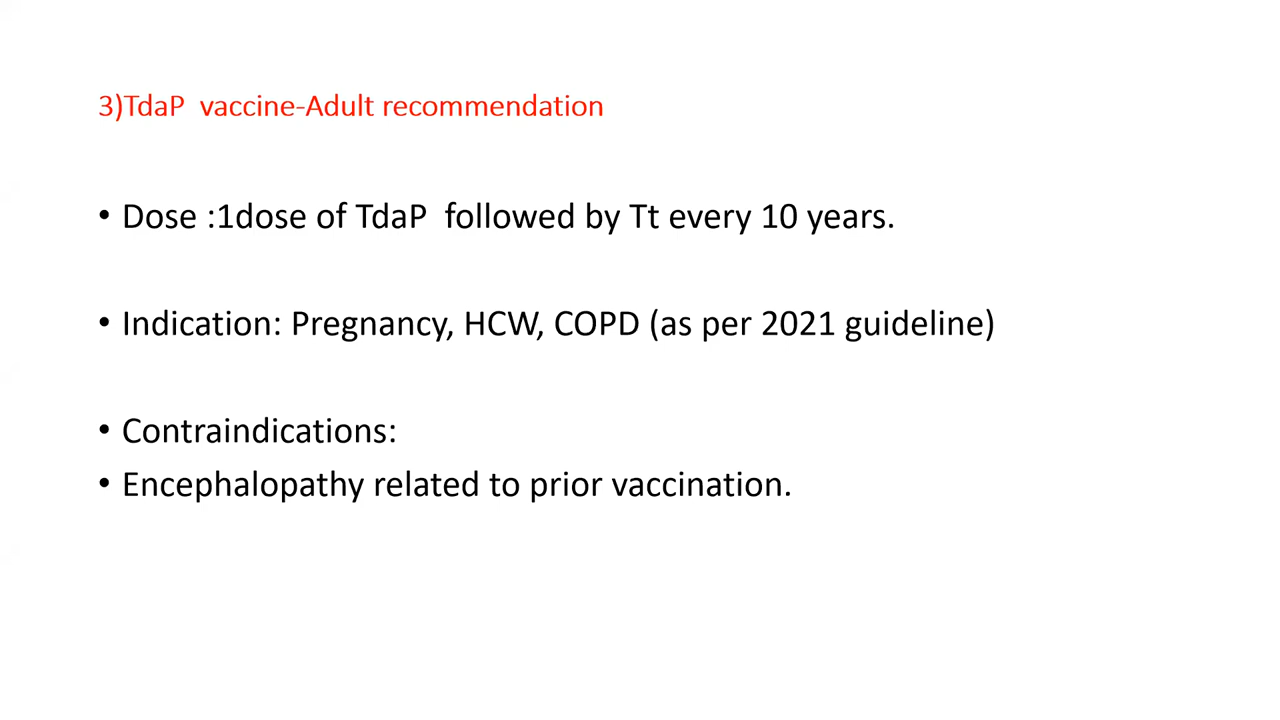 3)TdaP  vaccine-Adult recommendation
• Dose :1dose of TdaP  followed by Tt every 10 years.
• Indication: Pregnancy, HCW, COPD (as per 2021 guideline)
• Contraindications:
• Encephalopathy related to prior vaccination.